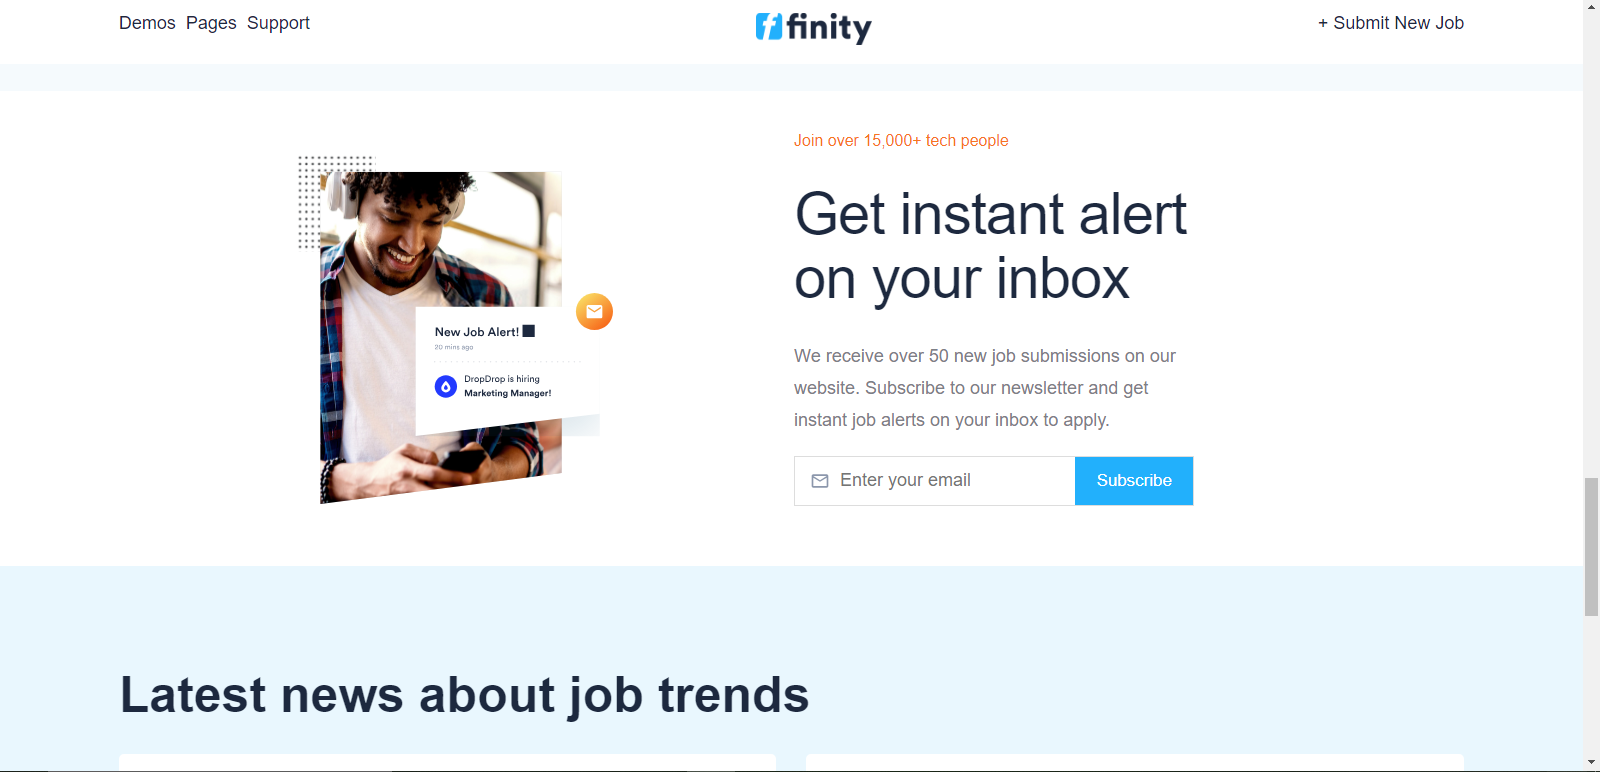 Demos Pages Support
finity
+ Submit New Job
Join over 15,000+ tech people
Get instant alert
on your inbox
New Job Alert!
20 mins ago
DropDrop is hiring
Marketing Manager!
We receive over 50 new job submissions on our
website. Subscribe to our newsletter and get
instant job alerts on your inbox to apply.
Enter your email
Subscribe
Latest news about job trends